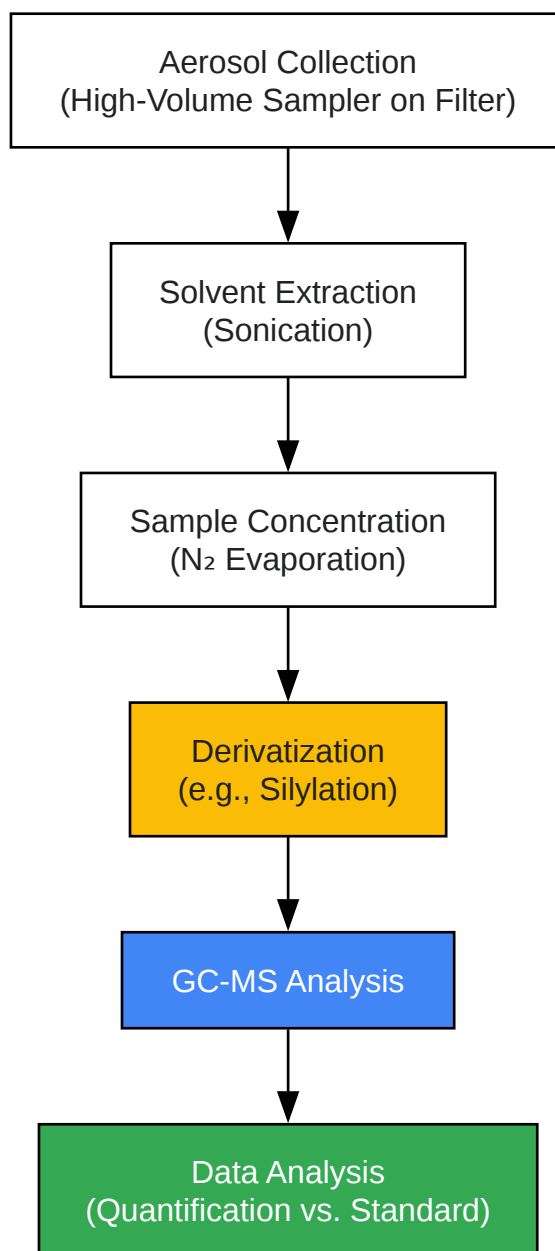 Aerosol Collection
(High-Volume Sampler on Filter)
Solvent Extraction
(Sonication)
Sample Concentration
(N₂ Evaporation)
Derivatization
(e.g., Silylation)
GC-MS Analysis
Data Analysis
(Quantification vs. Standard)